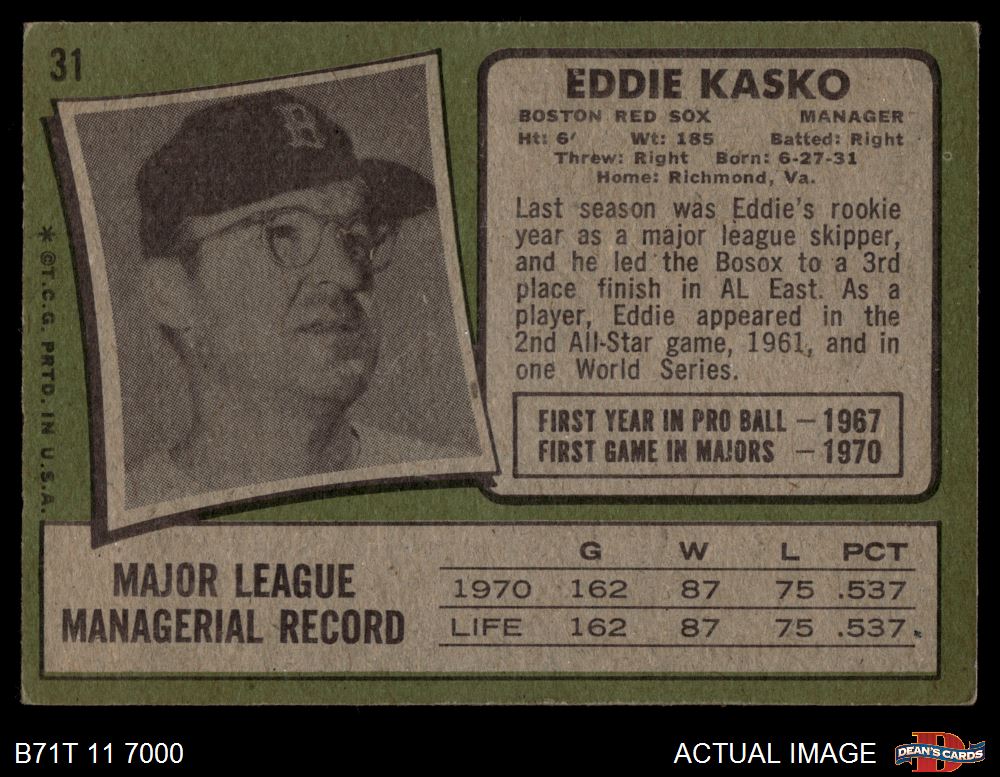 31
B
* ©T.C.G. PRTD. IN U.S.A.
EDDIE KASKO
BOSTON RED SOX MANAGER
Ht: 6' Wt: 185 Batted: Right
Threw: Right Born: 6-27-31
Home: Richmond, Va.
Last season was Eddie's rookie
year as a major league skipper,
and he led the Bosox to a 3rd
place finish in AL East. As a
player, Eddie appeared in the
2nd All-Star game, 1961, and in
one World Series.
FIRST YEAR IN PRO BALL — 1967
FIRST GAME IN MAJORS — 1970
MAJOR LEAGUE
MANAGERIAL RECORD
G W L PCT
1970 162 87 75 .537
LIFE 162 87 75 .537
B71T 11 7000
ACTUAL IMAGE
D
DEAN'S CARDS